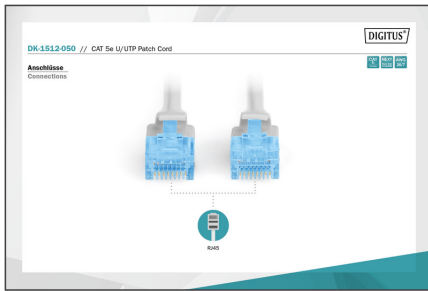 DIGITUS®
DK-1512-050 // CAT 5e U/UTP Patch Cord
Anschlüsse
Connections
RJ45